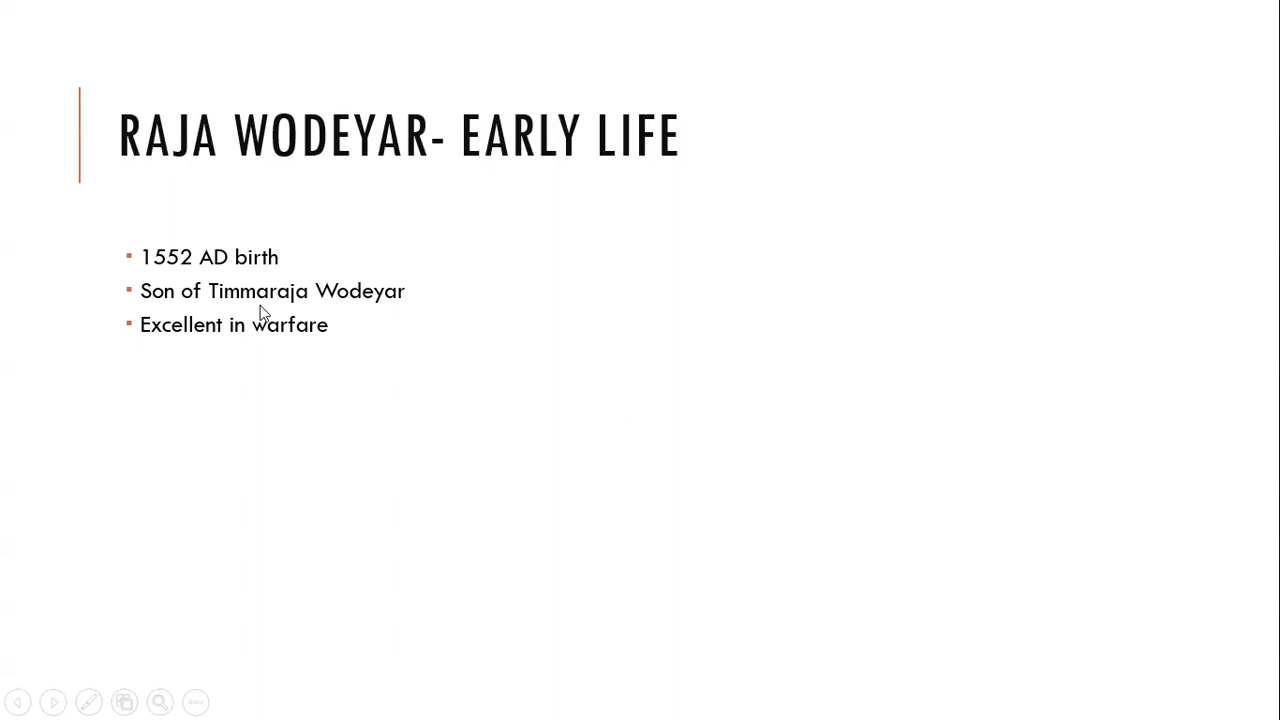 RAJA WODEYAR- EARLY LIFE
1552 AD birth
Son of Timmaraja Wodeyar
Excellent in warfare